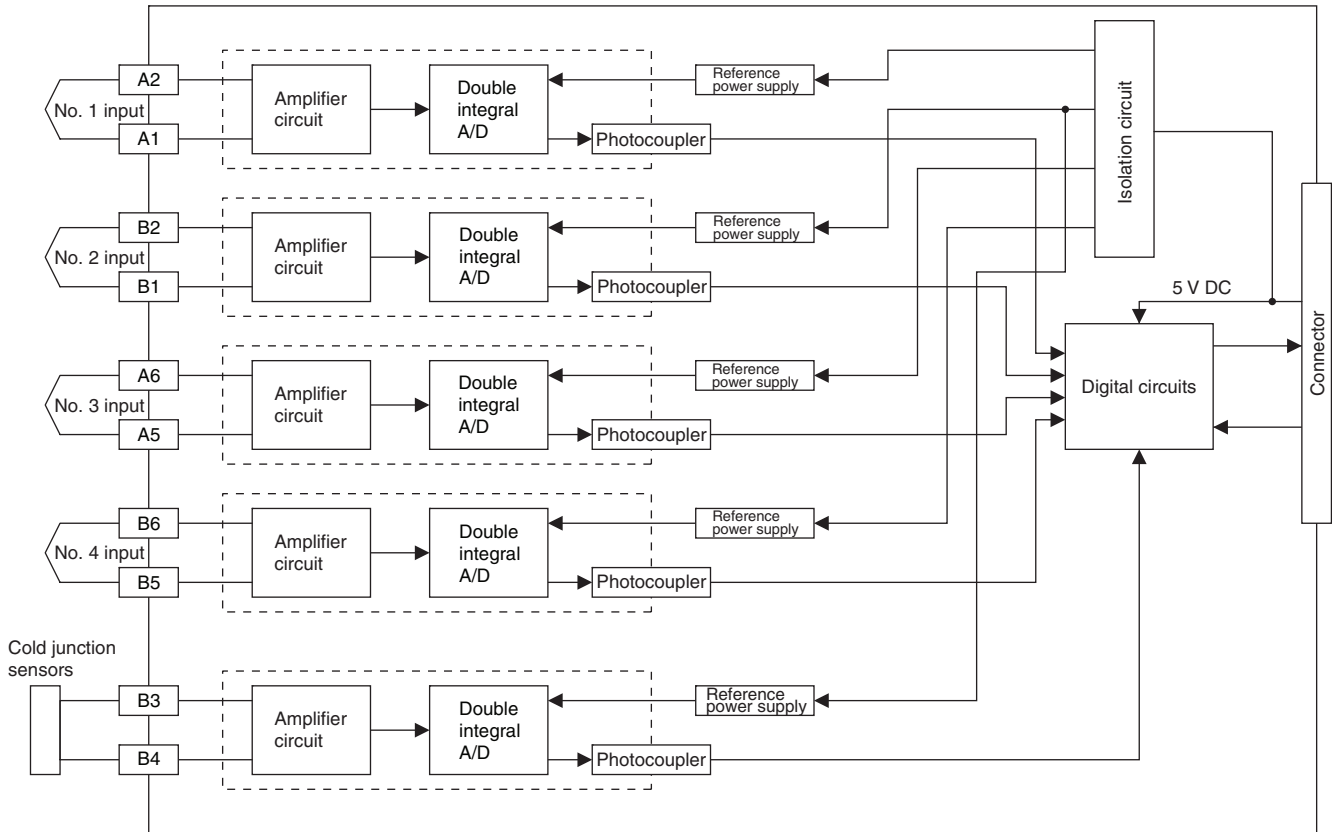 A2
No. 1 input
A1
Amplifier
circuit
Double
integral
A/D
Reference
power supply
Photocoupler
Isolation circuit
B2
No. 2 input
B1
Amplifier
circuit
Double
integral
A/D
Reference
power supply
Photocoupler
5 V DC
Connector
A6
No. 3 input
A5
Amplifier
circuit
Double
integral
A/D
Reference
power supply
Photocoupler
Digital circuits
B6
No. 4 input
B5
Amplifier
circuit
Double
integral
A/D
Reference
power supply
Photocoupler
Cold junction
sensors
B3
B4
Amplifier
circuit
Double
integral
A/D
Reference
power supply
Photocoupler